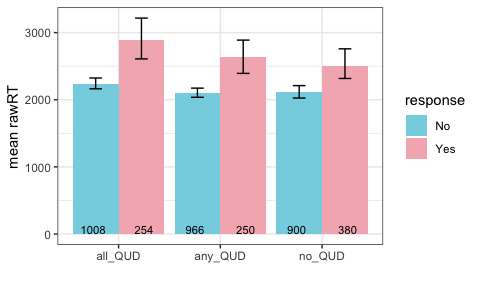 mean rawRT
3000
2000
1000
0
1008 254 966 250 900 380
all_QUD any_QUD no_QUD
response
No
Yes